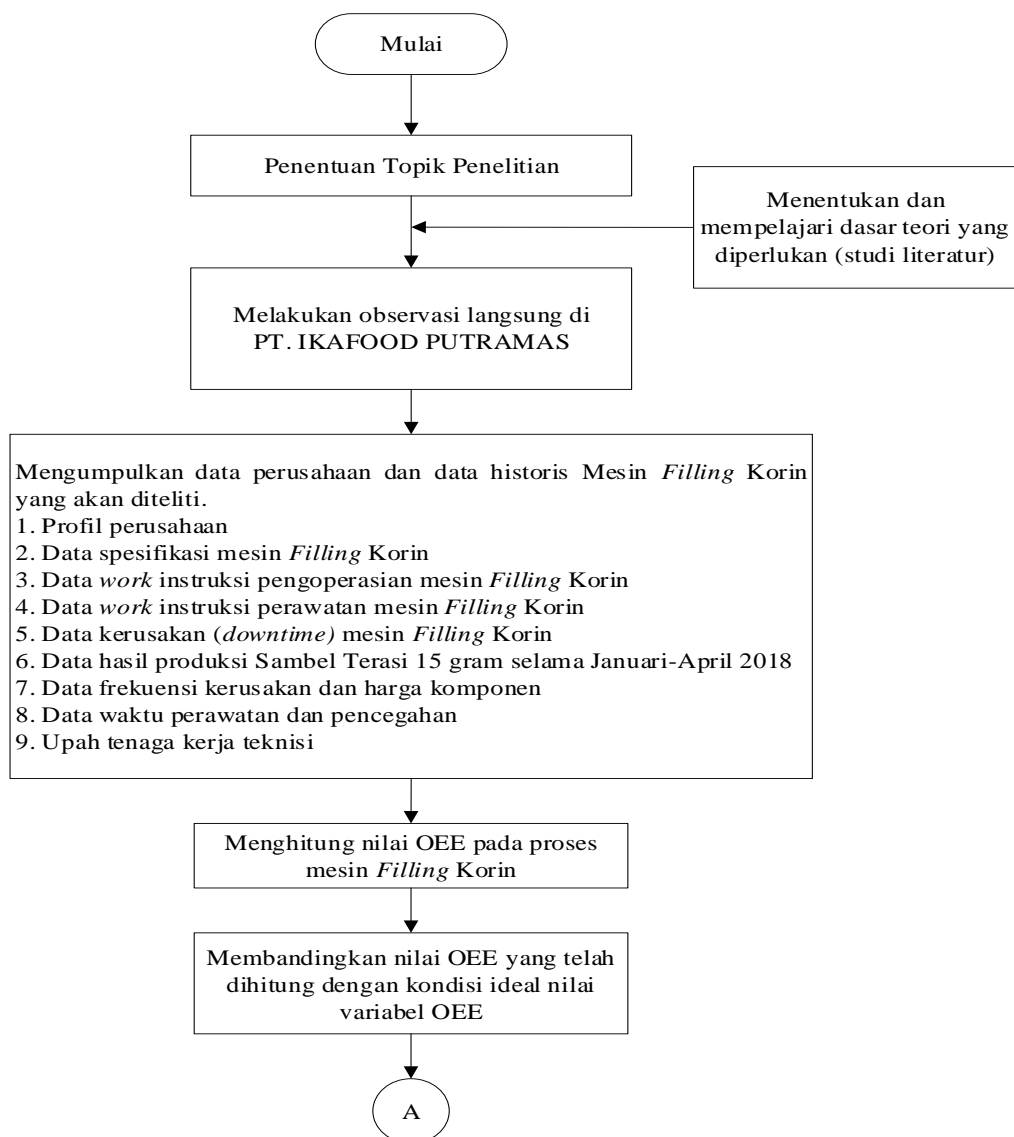 Mulai
Penentuan Topik Penelitian
Menentukan dan
mempelajari dasar teori yang
diperlukan (studi literatur)
Melakukan observasi langsung di
PT. IKAFOOD PUTRAMAS
Mengumpulkan data perusahaan dan data historis Mesin Filling Korin
yang akan diteliti.
1. Profil perusahaan
2. Data spesifikasi mesin Filling Korin
3. Data work instruksi pengoperasian mesin Filling Korin
4. Data work instruksi perawatan mesin Filling Korin
5. Data kerusakan (downtime) mesin Filling Korin
6. Data hasil produksi Sambel Terasi 15 gram selama Januari-April 2018
7. Data frekuensi kerusakan dan harga komponen
8. Data waktu perawatan dan pencegahan
9. Upah tenaga kerja teknisi
Menghitung nilai OEE pada proses
mesin Filling Korin
Membandingkan nilai OEE yang telah
dihitung dengan kondisi ideal nilai
variabel OEE
A